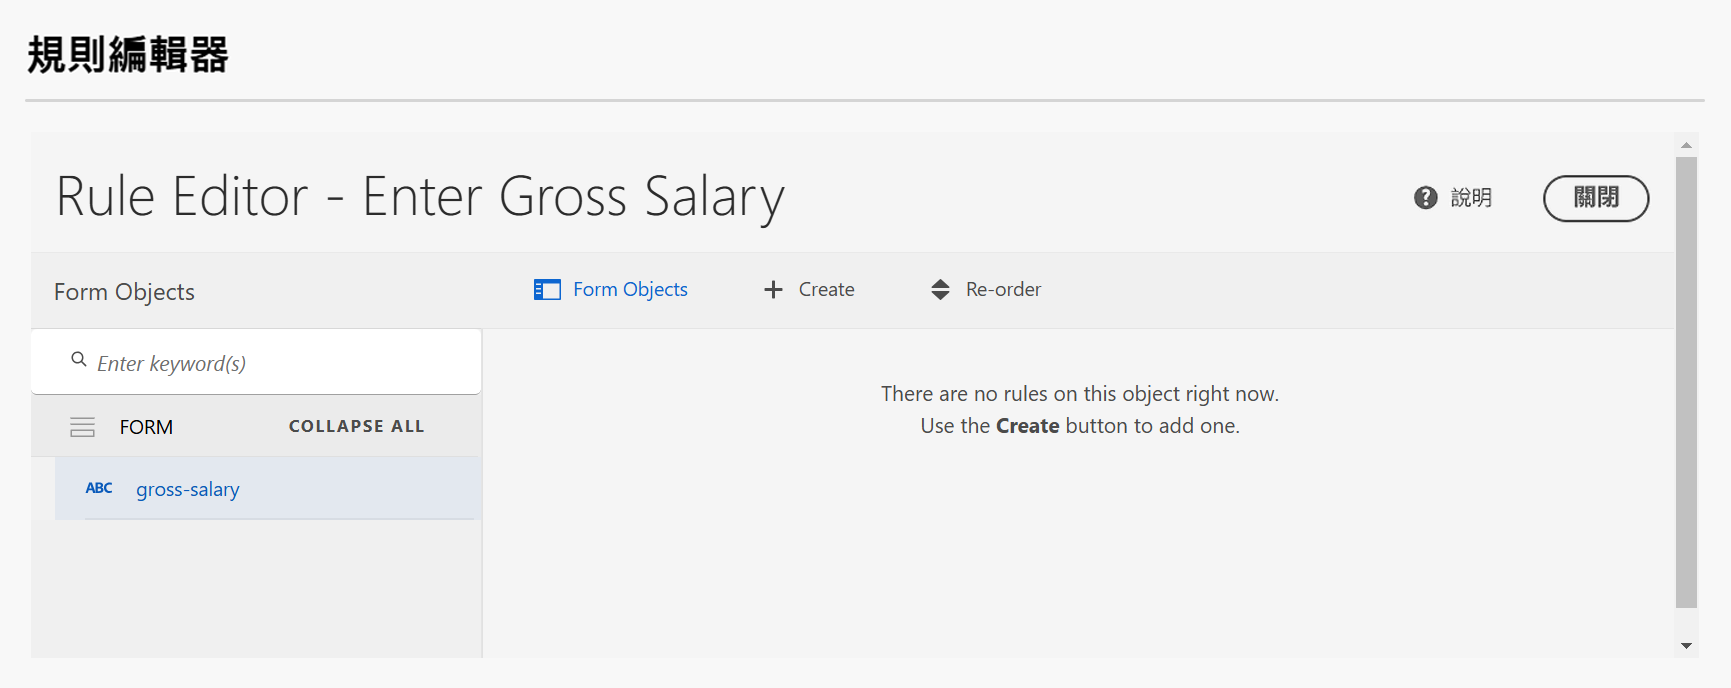 規則編輯器
Rule Editor - Enter Gross Salary
說明
關閉
Form Objects
Form Objects
Create
Re-order
Enter keyword(s)
FORM
COLLAPSE ALL
ABC
gross-salary
There are no rules on this object right now.
Use the Create button to add one.